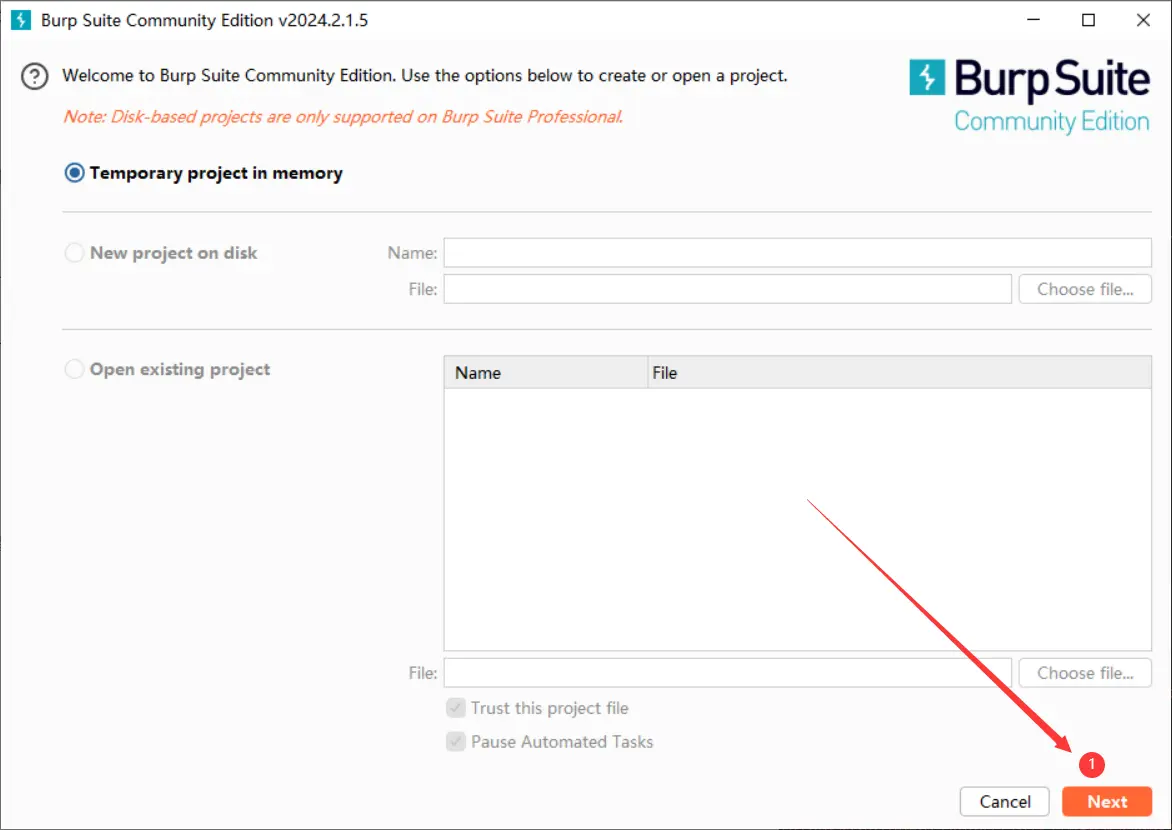 Burp Suite Community Edition v2024.2.1.5
Welcome to Burp Suite Community Edition. Use the options below to create or open a project.
Note: Disk-based projects are only supported on Burp Suite Professional.
Burp Suite
Community Edition
Temporary project in memory
New project on disk
Name:
File:
Choose file...
Open existing project
Name
File
File:
Choose file...
Trust this project file
Pause Automated Tasks
1
Cancel
Next